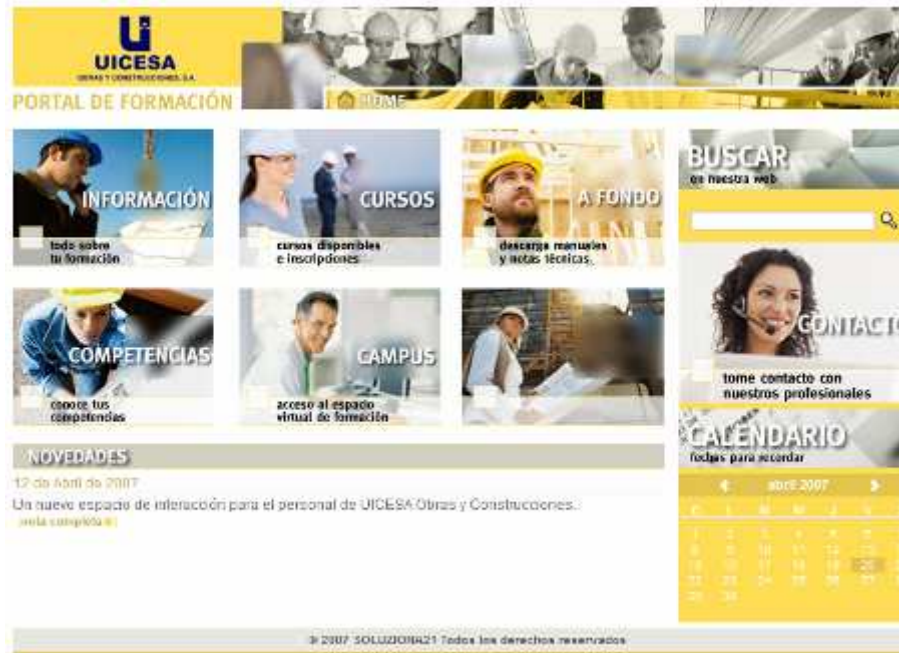 UICESA
OBRAS Y CONSTRUCCIONES, S.A.
PORTAL DE FORMACIÓN
HOME
INFORMACIÓN
todo sobre
tu formación
CURSOS
cursos disponibles
e inscripciones
A FONDO
descarga manuales
y notas técnicas.
BUSCAR
en nuestra web
COMPETENCIAS
conoce tus
competencias
CAMPUS
acceso al espacio
virtual de formación
CONTACTO
tome contacto con
nuestros profesionales
NOVEDADES
12 de Abril de 2007
Un nuevo espacio de interacción para el personal de UICESA Obras y Construcciones.
nota completa
CALENDARIO
fechas para recordar
abril 2007
© 2007 SOLUZIONA21 Todos los derechos reservados